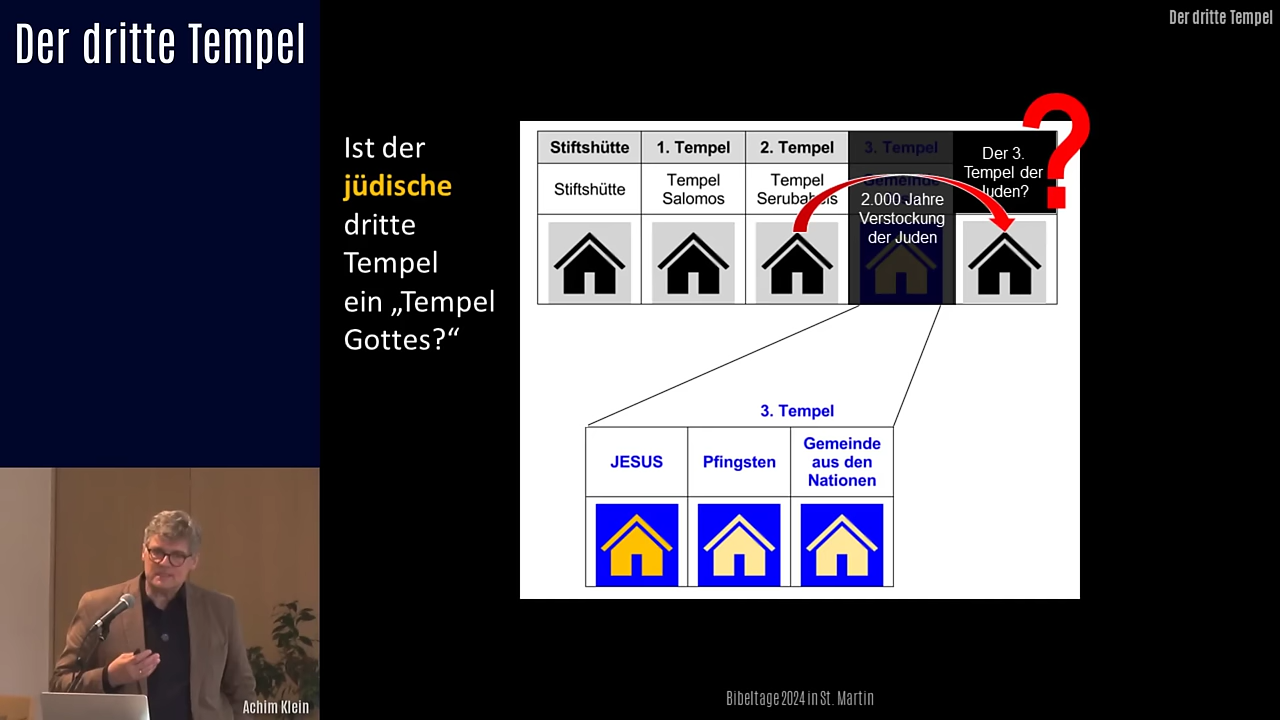 Der dritte Tempel
Der dritte Tempel
Ist der
jüdische
dritte
Tempel
ein „Tempel
Gottes?“
Stiftshütte
1. Tempel
2. Tempel
3. Tempel
Der 3.
Tempel der
Juden?
?
Stiftshütte
Tempel
Salomos
Tempel
Serubabels
Gemeinde
2.000 Jahre
Verstockung
der Juden
3. Tempel
JESUS
Pfingsten
Gemeinde
aus den
Nationen
Achim Klein
Bibeltage 2024 in St. Martin